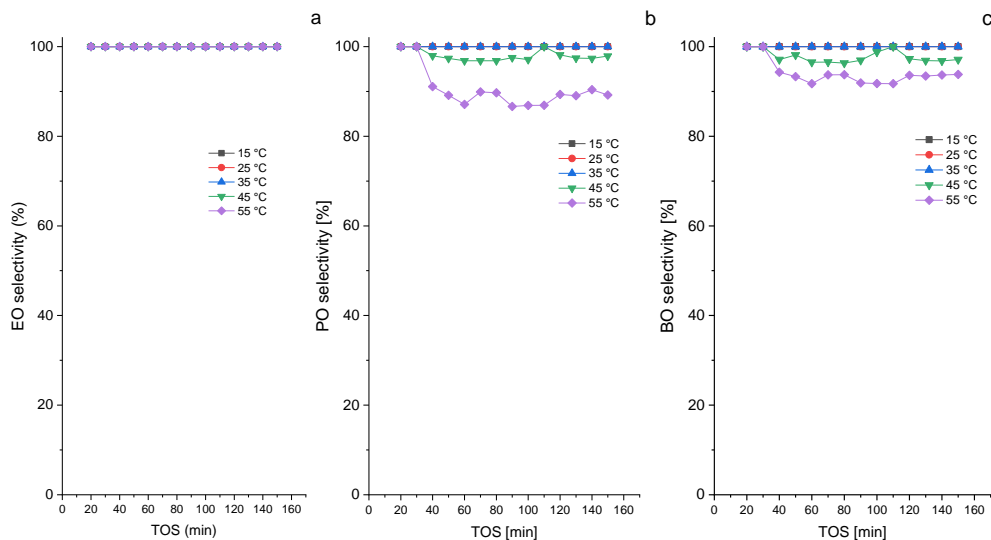 a
EO selectivity (%)
100
80
60
40
20
0
0 20 40 60 80 100 120 140 160
TOS (min)
15 °C
25 °C
35 °C
45 °C
55 °C
b
PO selectivity [%]
100
80
60
40
20
0
0 20 40 60 80 100 120 140 160
TOS [min]
15 °C
25 °C
35 °C
45 °C
55 °C
c
BO selectivity [%]
100
80
60
40
20
0
0 20 40 60 80 100 120 140 160
TOS [min]
15 °C
25 °C
35 °C
45 °C
55 °C